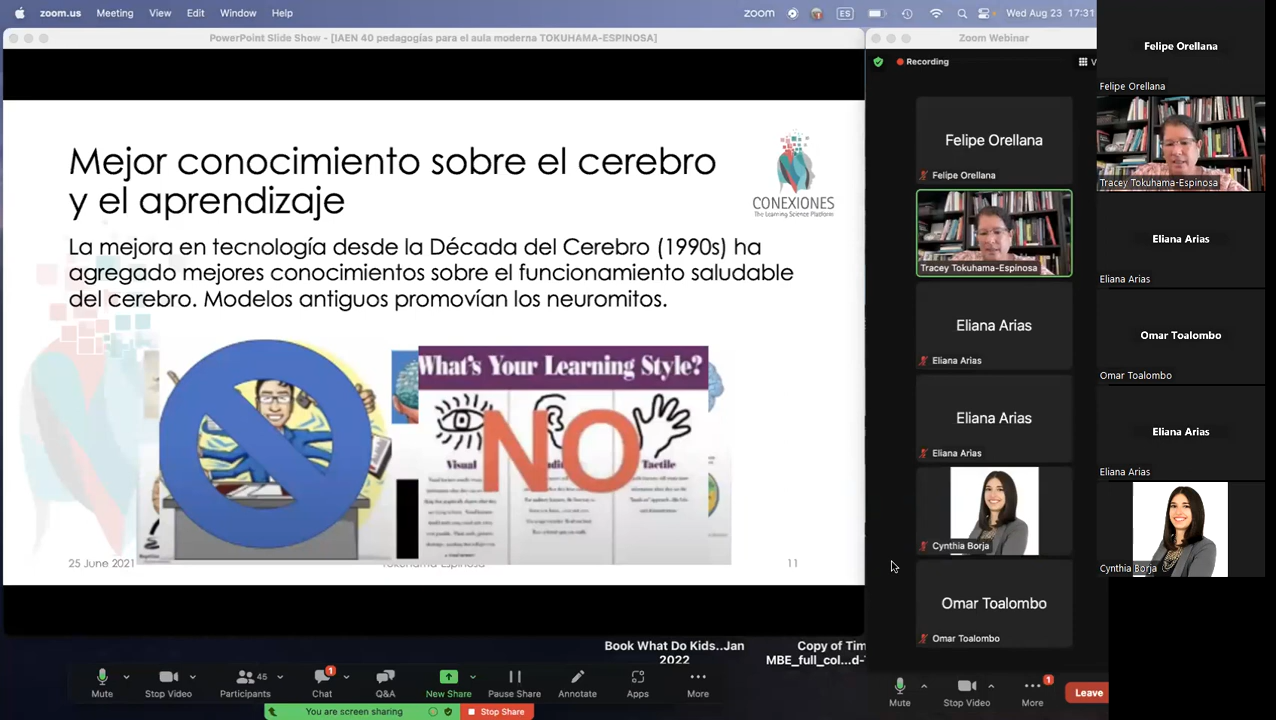 zoom.us Meeting View Edit Window Help
zoom ES Wed Aug 23 17:31
PowerPoint Slide Show - [IAEN 40 pedagogías para el aula moderna TOKUHAMA-ESPINOSA]
Mejor conocimiento sobre el cerebro
y el aprendizaje
CONEXIONES
The Learning Science Platform
La mejora en tecnología desde la Década del Cerebro (1990s) ha
agregado mejores conocimientos sobre el funcionamiento saludable
del cerebro. Modelos antiguos promovían los neuromitos.
What's Your Learning Style?
NO
Visual
Tactile
25 June 2021
Tokuhama-Espinosa
11
Zoom Webinar
Recording
V
Felipe Orellana
Felipe Orellana
Tracey Tokuhama-Espinosa
Eliana Arias
Eliana Arias
Eliana Arias
Eliana Arias
Cynthia Borja
Omar Toalombo
Omar Toalombo
Felipe Orellana
Felipe Orellana
Tracey Tokuhama-Espinosa
Eliana Arias
Eliana Arias
Omar Toalombo
Omar Toalombo
Eliana Arias
Eliana Arias
Cynthia Borja
Book What Do Kids..Jan
2022
Copy of Tim
MBE_full_col...d-T
45
1
Mute
Stop Video
Participants
Chat
Q&A
New Share
Pause Share
Annotate
Apps
More
You are screen sharing
Stop Share
1
Mute
Stop Video
More
Leave